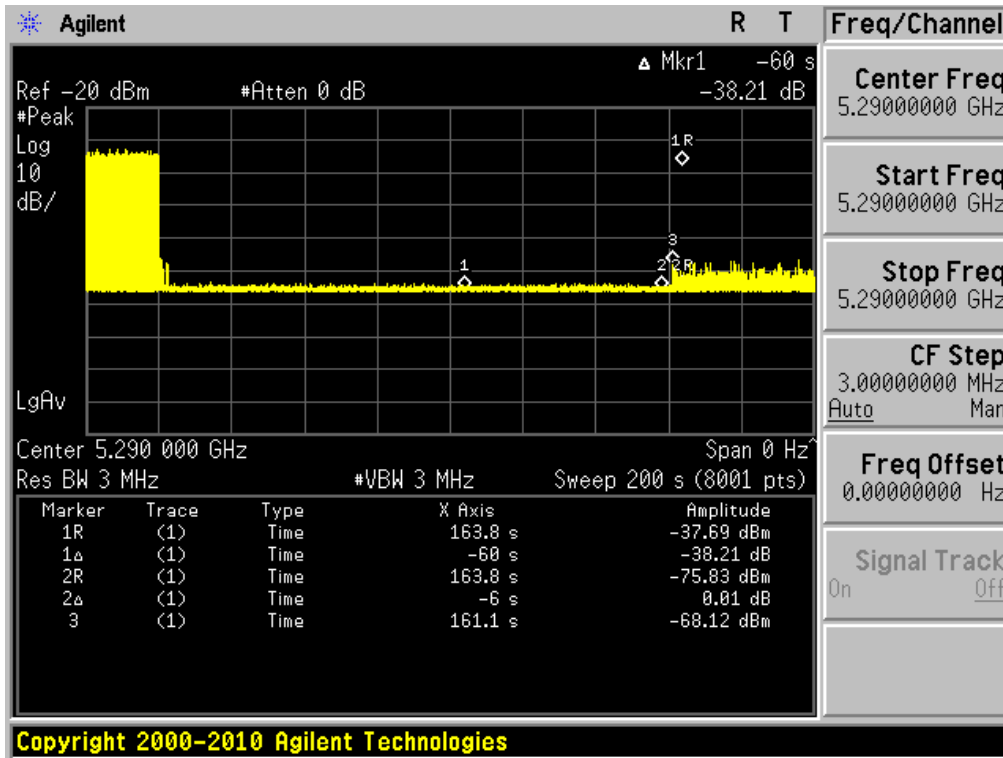 Agilent R T
Freq/Channel
Δ Mkr1 −60 s
Ref −20 dBm #Atten 0 dB −38.21 dB
#Peak
Log
10
dB/
1R
3
1
2 2R
LgAv
Center 5.290 000 GHz Span 0 Hz^
Res BW 3 MHz #VBW 3 MHz Sweep 200 s (8001 pts)
Marker Trace Type X Axis Amplitude
1R (1) Time 163.8 s −37.69 dBm
1Δ (1) Time −60 s −38.21 dB
2R (1) Time 163.8 s −75.83 dBm
2Δ (1) Time −6 s 0.01 dB
3 (1) Time 161.1 s −68.12 dBm
Center Freq
5.29000000 GHz
Start Freq
5.29000000 GHz
Stop Freq
5.29000000 GHz
CF Step
3.00000000 MHz
Auto Man
Freq Offset
0.00000000 Hz
Signal Track
On Off
Copyright 2000–2010 Agilent Technologies